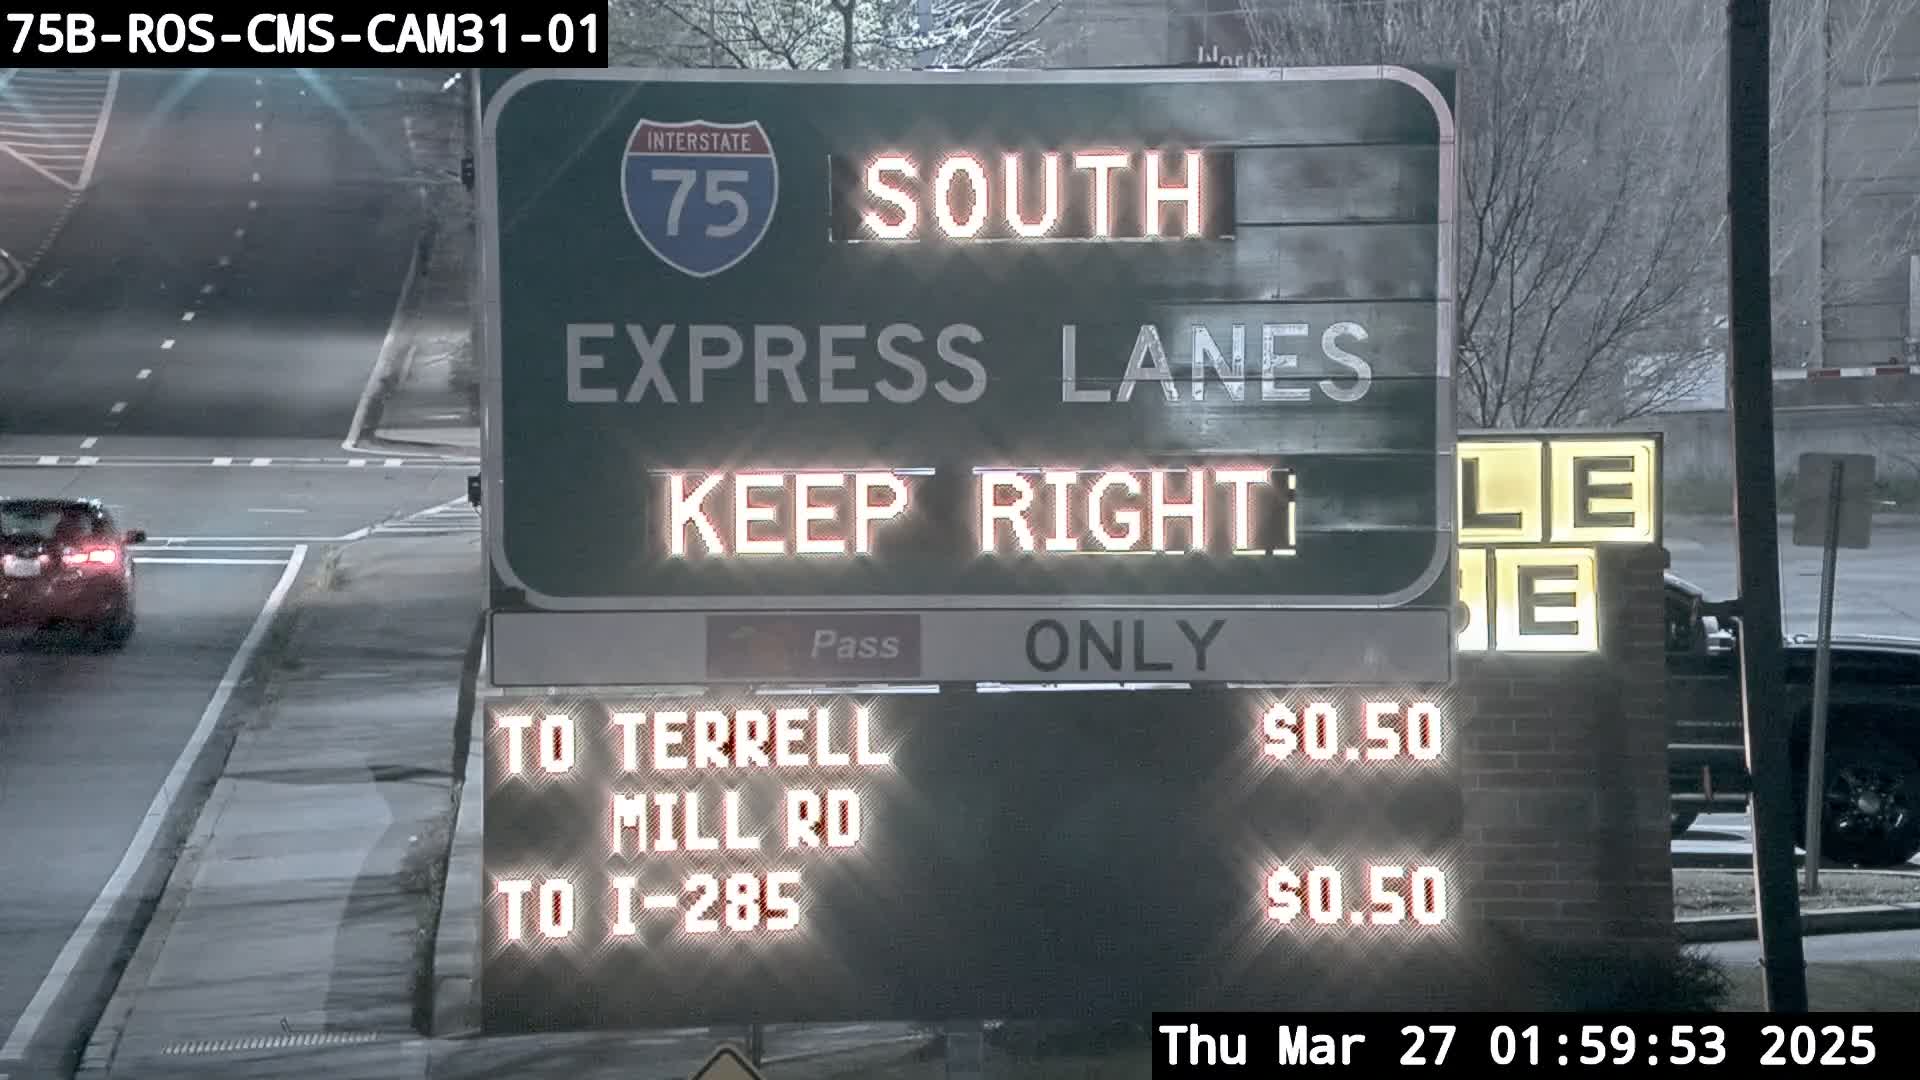 75B-ROS-CMS-CAM31-01
INTERSTATE
75
SOUTH
EXPRESS LANES
KEEP RIGHT
Pass ONLY
TO TERRELL $0.50
MILL RD
TO I-285 $0.50
LE
E
Thu Mar 27 01:59:53 2025